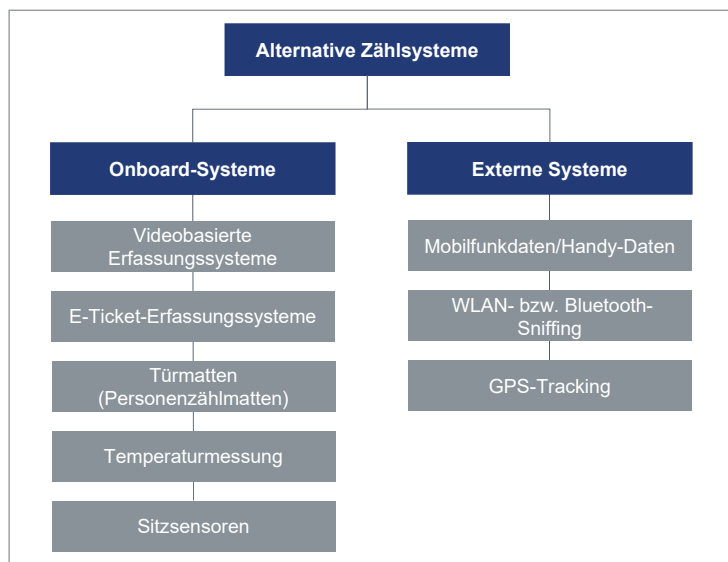 Alternative Zählsysteme
Onboard-Systeme
Videobasierte
Erfassungssysteme
E-Ticket-Erfassungssysteme
Türmatten
(Personenzählmatten)
Temperaturmessung
Sitzsensoren
Externe Systeme
Mobilfunkdaten/Handy-Daten
WLAN- bzw. Bluetooth-
Sniffing
GPS-Tracking